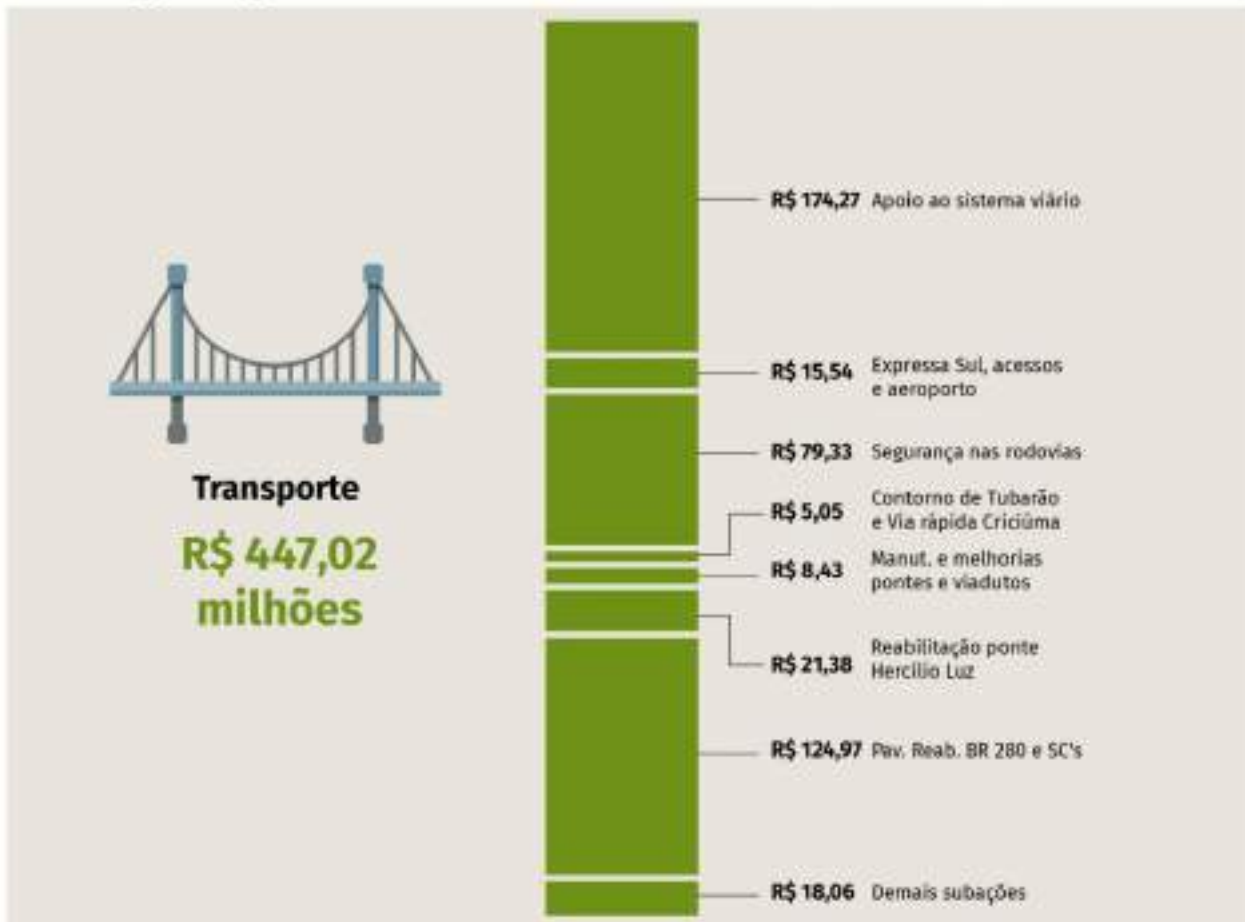 Transporte
R$ 447,02
milhões
R$ 174,27 Apoio ao sistema viário
R$ 15,54 Expressa Sul, acessos
e aeroporto
R$ 79,33 Segurança nas rodovias
R$ 5,05 Contorno de Tubarão
e Via rápida Criciúma
R$ 8,43 Manut. e melhorias
pontes e viadutos
R$ 21,38 Reabilitação ponte
Hercílio Luz
R$ 124,97 Pav. Reab. BR 280 e SC's
R$ 18,06 Demais subações